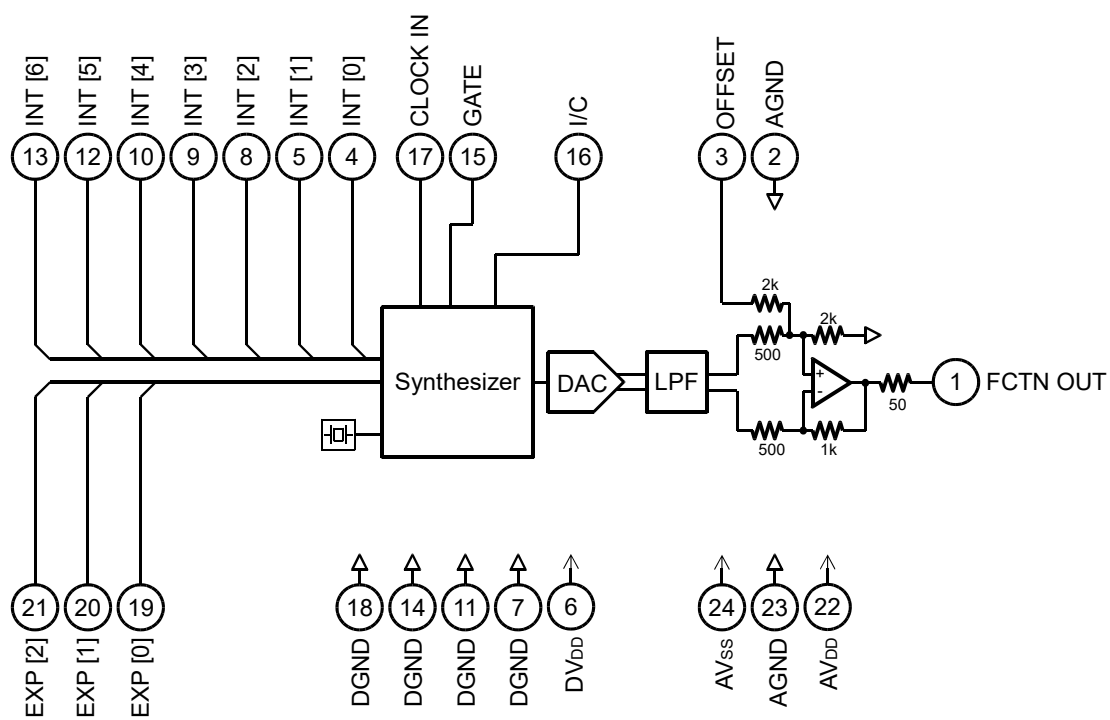 INT [6]
INT [5]
INT [4]
INT [3]
INT [2]
INT [1]
INT [0]
CLOCK IN
GATE
I/C
OFFSET
AGND
13
12
10
9
8
5
4
17
15
16
3
2
2k
2k
500
Synthesizer
DAC
LPF
+
-
50
1
FCTN OUT
500
1k
21
20
19
18
14
11
7
6
24
23
22
EXP [2]
EXP [1]
EXP [0]
DGND
DGND
DGND
DGND
DVDD
AVSS
AGND
AVDD